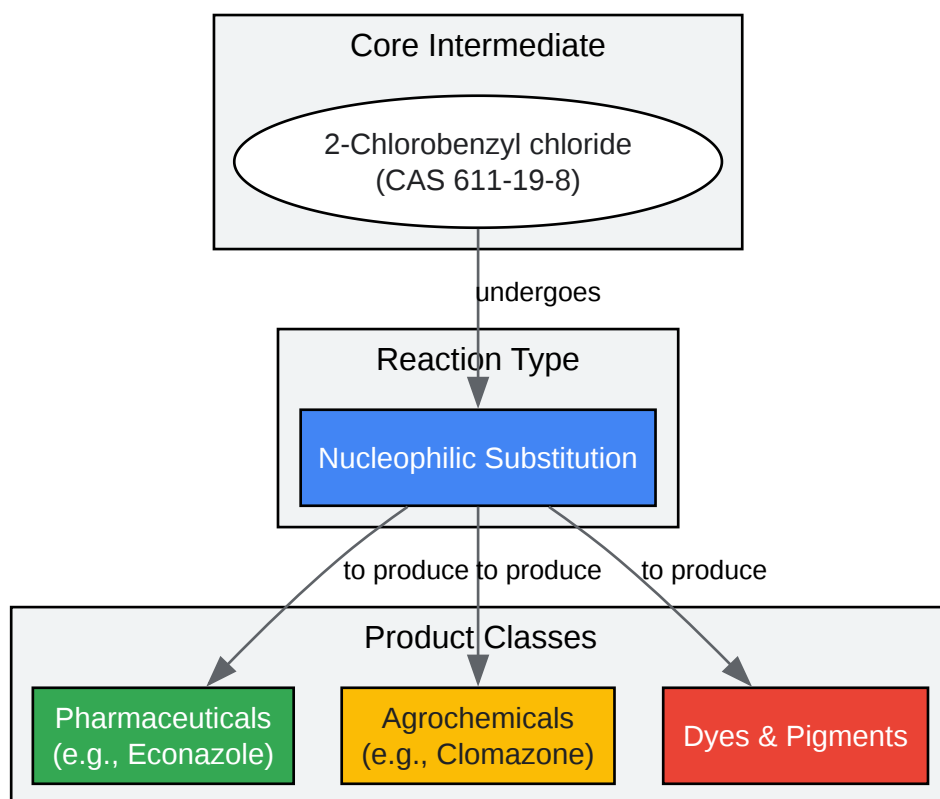 Core Intermediate
2-Chlorobenzyl chloride
(CAS 611-19-8)
undergoes
Reaction Type
Nucleophilic Substitution
to produce
to produce
to produce
Product Classes
Pharmaceuticals
(e.g., Econazole)
Agrochemicals
(e.g., Clomazone)
Dyes & Pigments